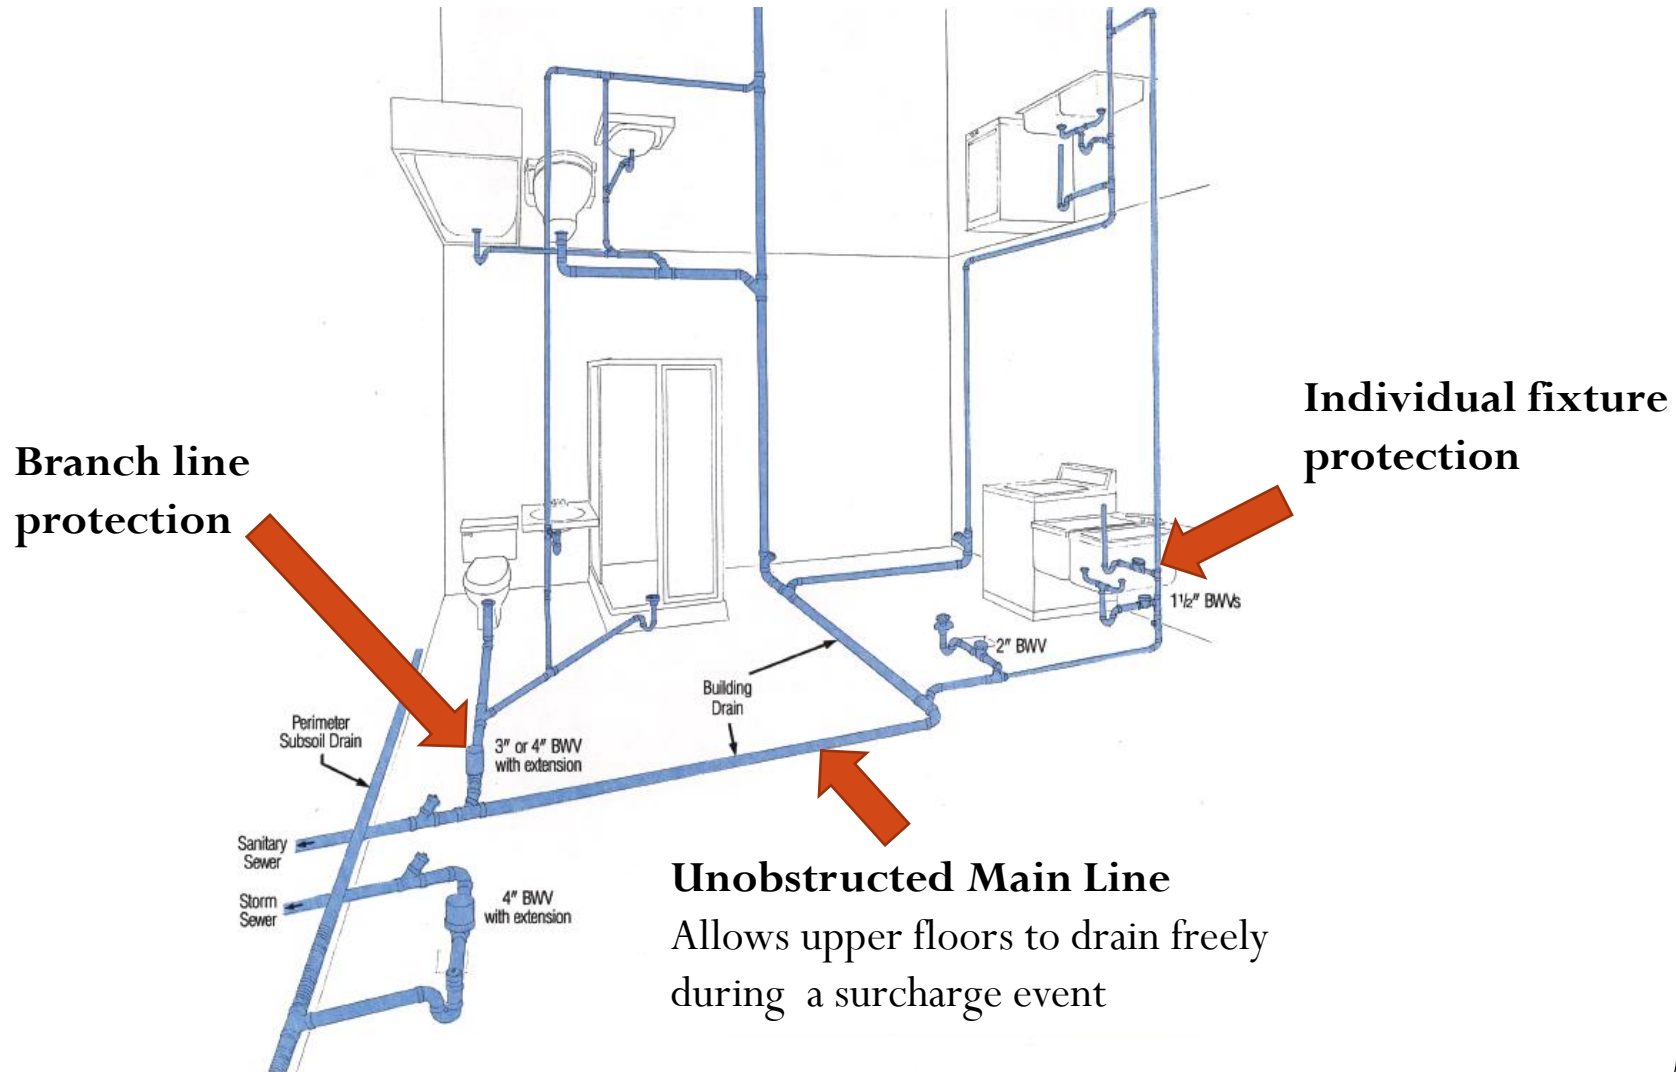 Individual fixture
protection
Branch line
protection
1½" BWVs
2" BWV
Building
Drain
Perimeter
Subsoil Drain
3" or 4" BWV
with extension
Sanitary
Sewer
Storm
Sewer
4" BWV
with extension
Unobstructed Main Line
Allows upper floors to drain freely
during a surcharge event